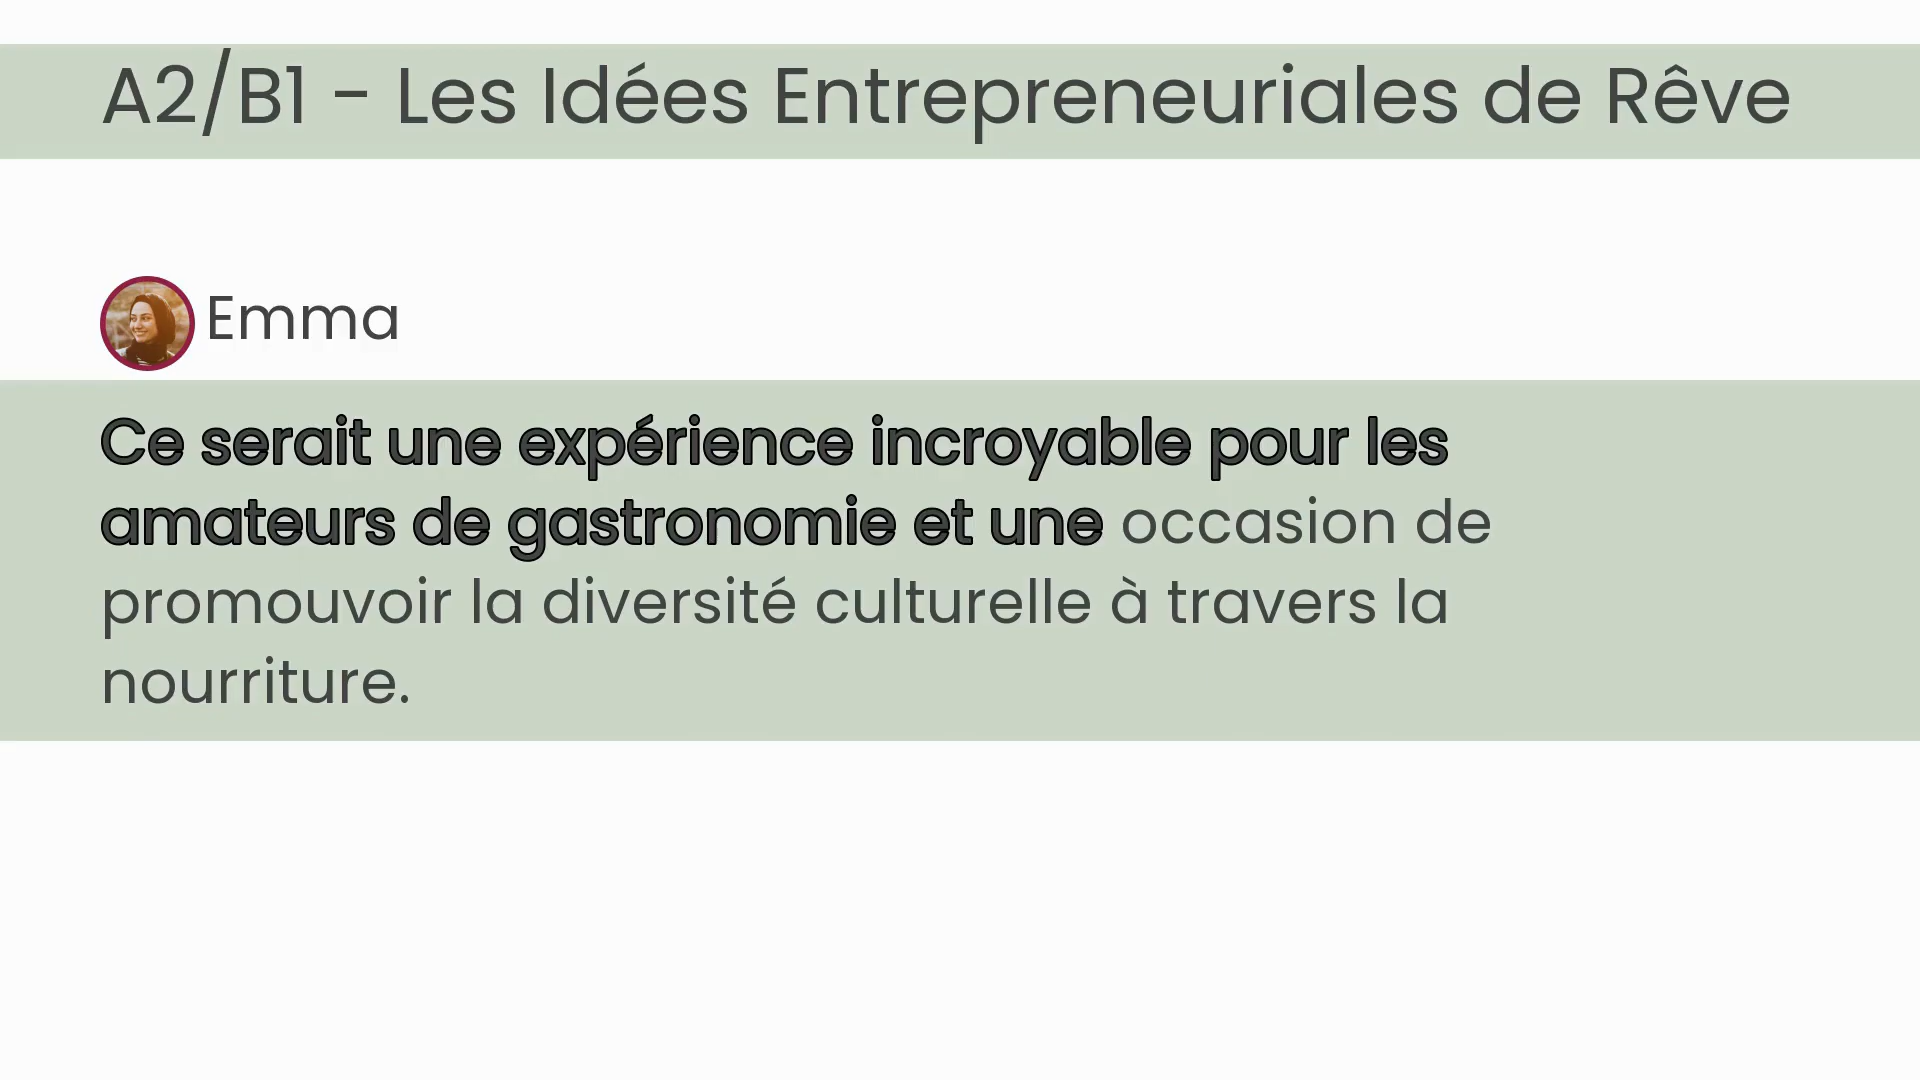 A2/B1 - Les Idées Entrepreneuriales de Rêve
Emma
Ce serait une expérience incroyable pour les
amateurs de gastronomie et une occasion de
promouvoir la diversité culturelle à travers la
nourriture.